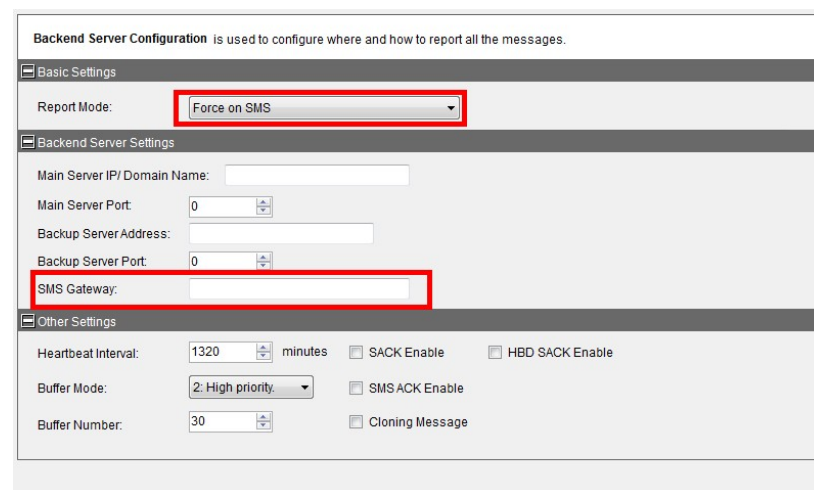 Backend Server Configuration is used to configure where and how to report all the messages.
Basic Settings
Report Mode: Force on SMS
Backend Server Settings
Main Server IP/ Domain Name:
Main Server Port: 0
Backup Server Address:
Backup Server Port: 0
SMS Gateway:
Other Settings
Heartbeat Interval: 1320 minutes SACK Enable HBD SACK Enable
Buffer Mode: 2: High priority. SMS ACK Enable
Buffer Number: 30 Cloning Message